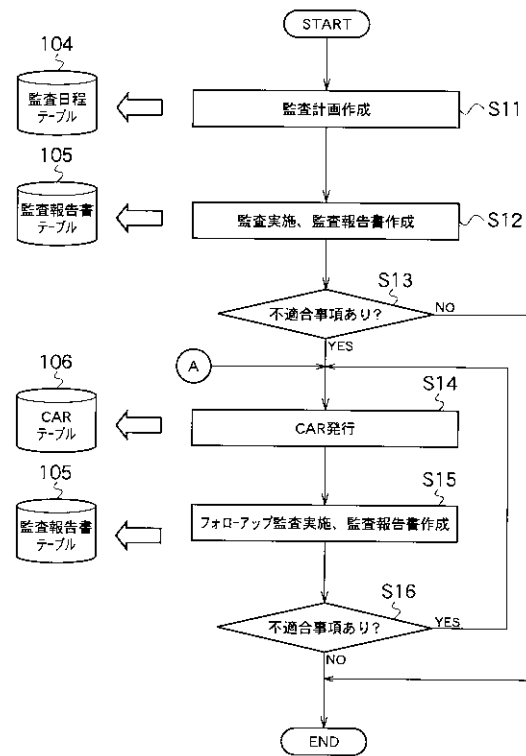 START
104
監査日程
テーブル
監査計画作成
S11
105
監査報告書
テーブル
監査実施、監査報告書作成
S12
S13
不適合事項あり?
NO
YES
A
106
CAR
テーブル
S14
CAR発行
105
監査報告書
テーブル
S15
フォローアップ監査実施、監査報告書作成
S16
不適合事項あり?
YES
NO
END